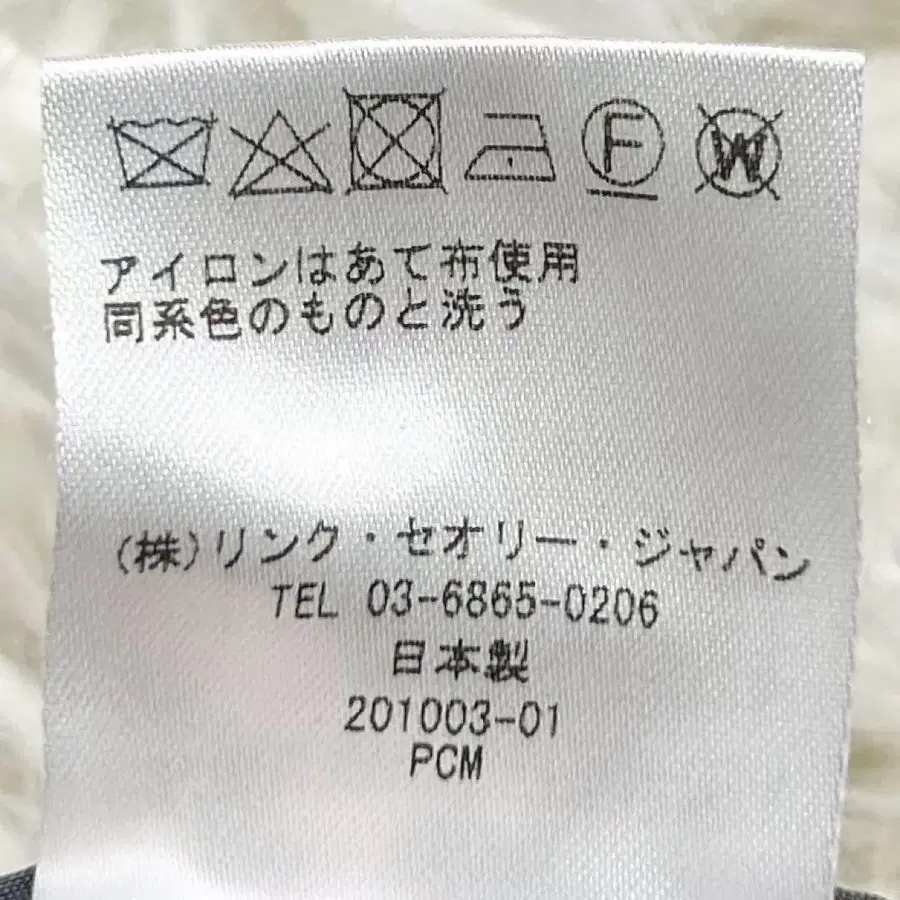 F W
アイロンはあて布使用
同系色のものと洗う
(株)リンク・セオリー・ジャパン
TEL 03-6865-0206
日本製
201003-01
PCM